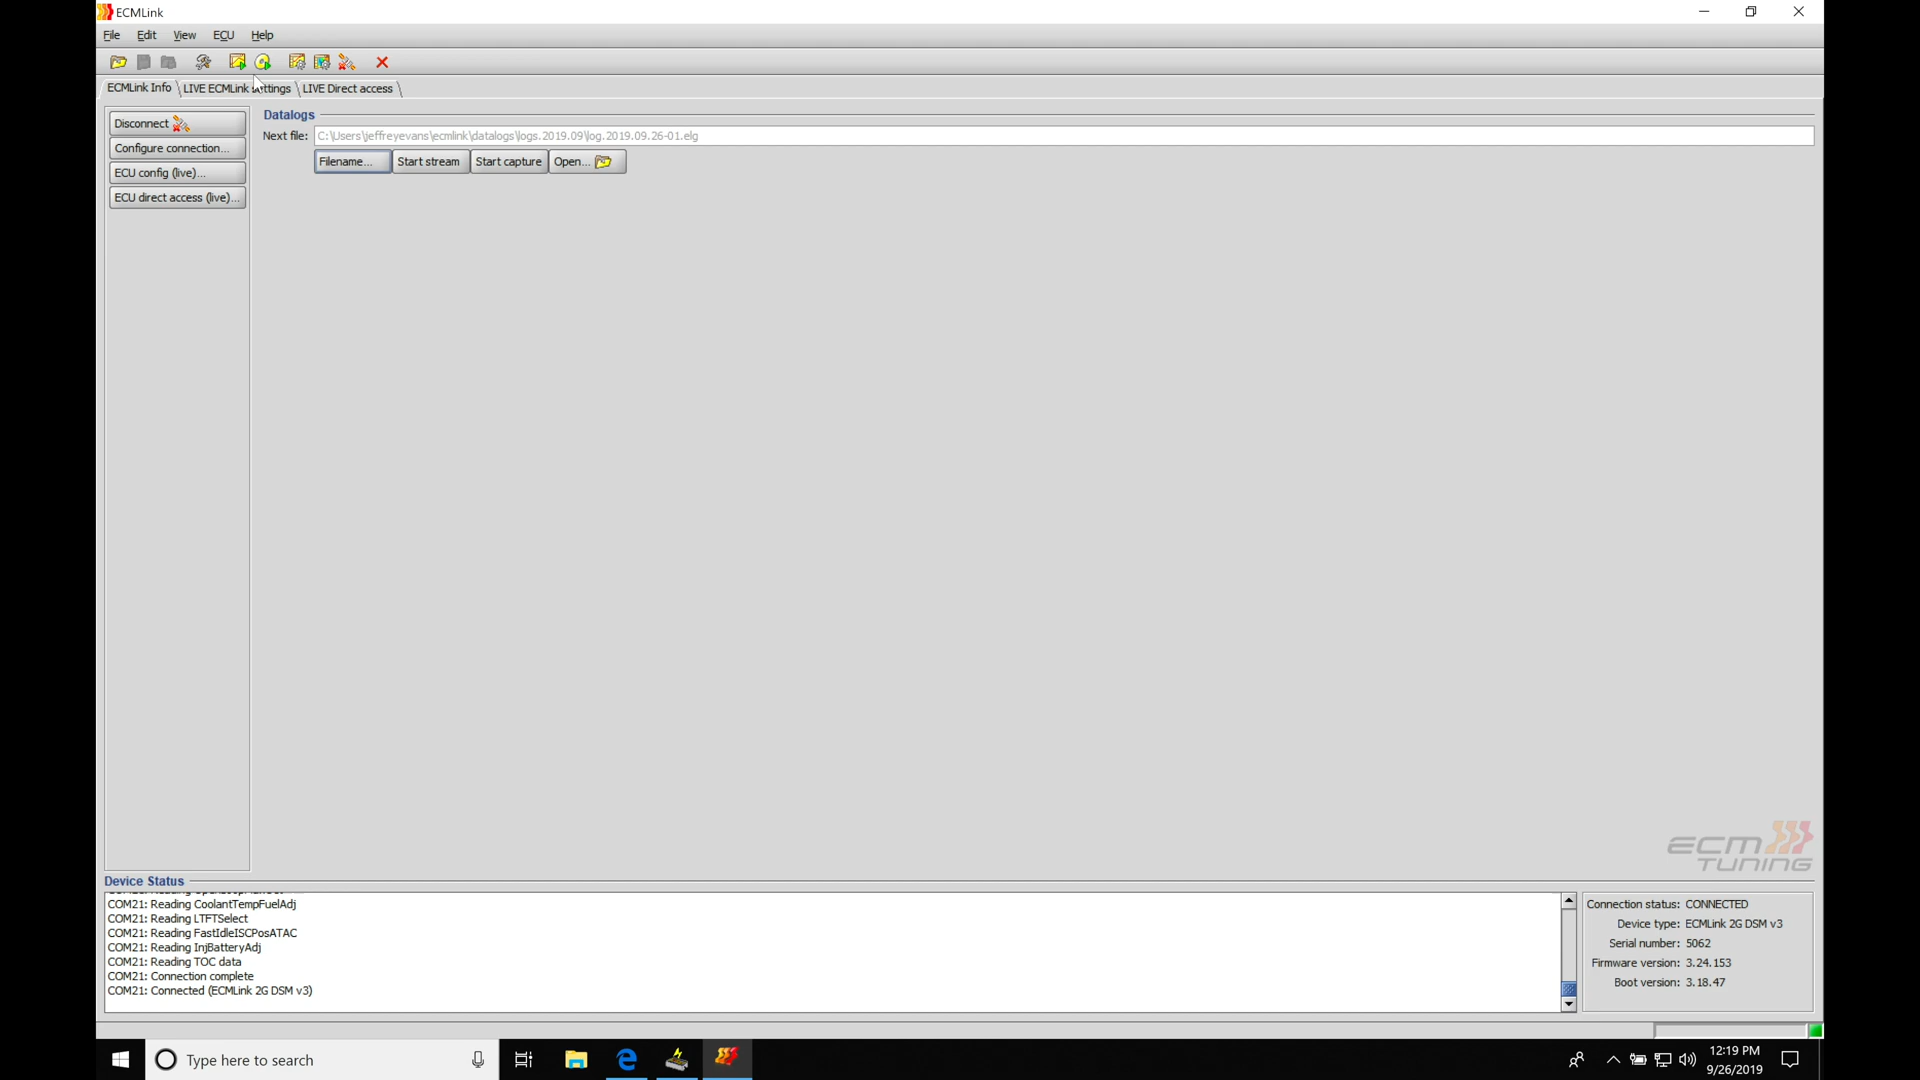 ECMLink
File Edit View ECU Help
ECMLink Info LIVE ECMLink Settings LIVE Direct access
Disconnect
Configure connection...
ECU config (live)...
ECU direct access (live)...
Datalogs
Next file: C:\Users\jeffreyevans\ecmlink\datalogs\logs.2019.09\log.2019.09.26-01.elg
Filename... Start stream Start capture Open...
ecm
TUNING
Device Status
COM21: Reading CoolantTempFuelAdj
COM21: Reading LTFTSelect
COM21: Reading FastIdleISCPosATAC
COM21: Reading InjBatteryAdj
COM21: Reading TOC data
COM21: Connection complete
COM21: Connected (ECMLink 2G DSM v3)
Connection status: CONNECTED
Device type: ECMLink 2G DSM v3
Serial number: 5062
Firmware version: 3.24.153
Boot version: 3.18.47
Type here to search
12:19 PM
9/26/2019